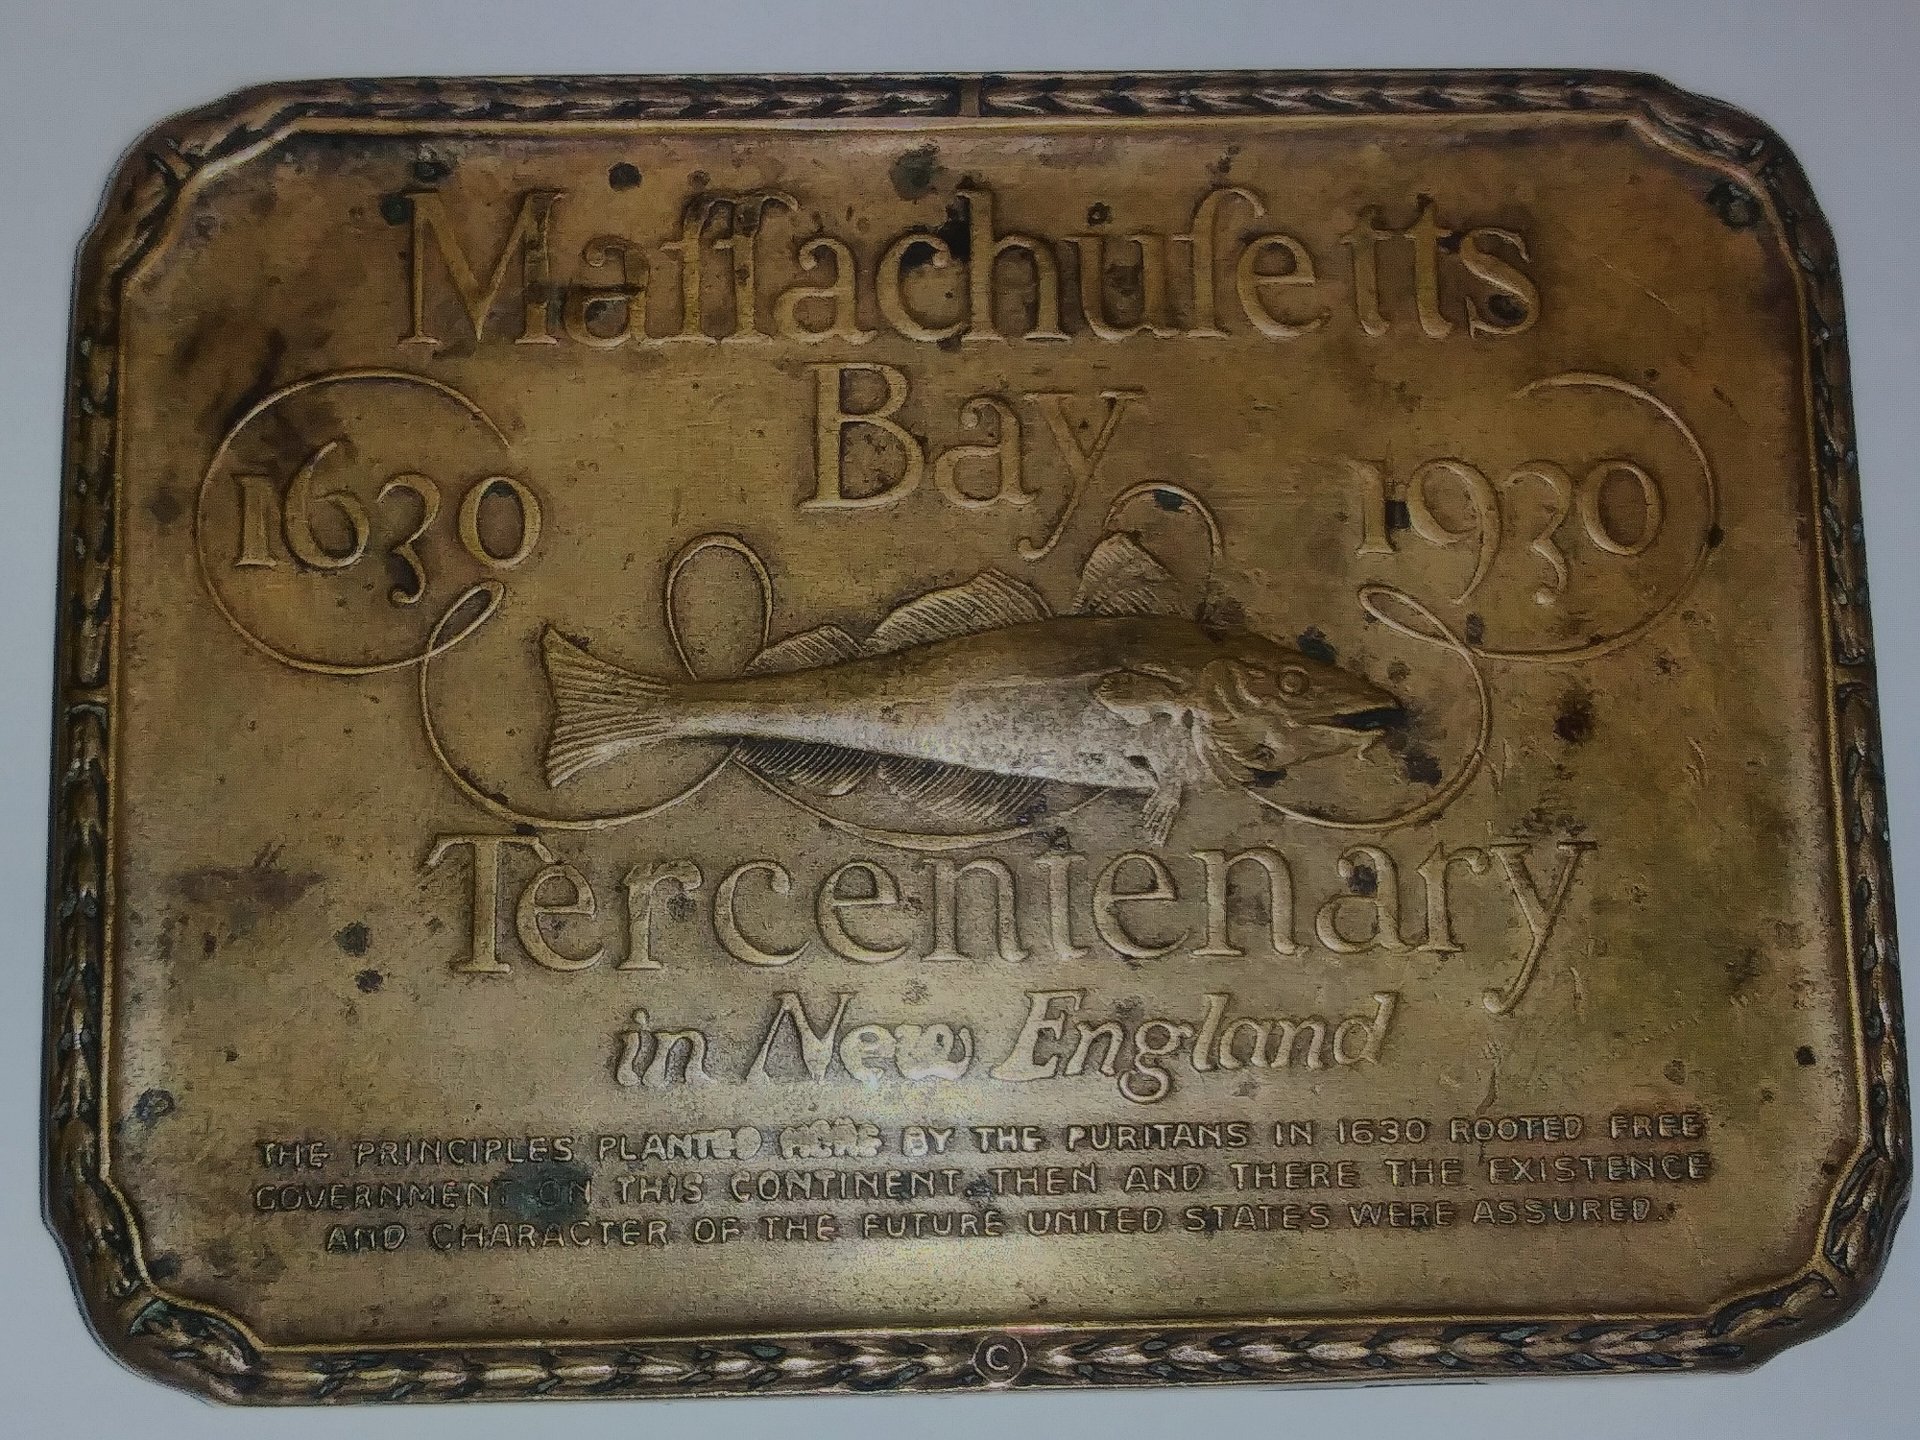 Maſſachuſetts
Bay
1630
1930
Tercentenary
in New England
THE PRINCIPLES PLANTED HERE BY THE PURITANS IN 1630 ROOTED FREE
GOVERNMENT ON THIS CONTINENT. THEN AND THERE THE EXISTENCE
AND CHARACTER OF THE FUTURE UNITED STATES WERE ASSURED.
©